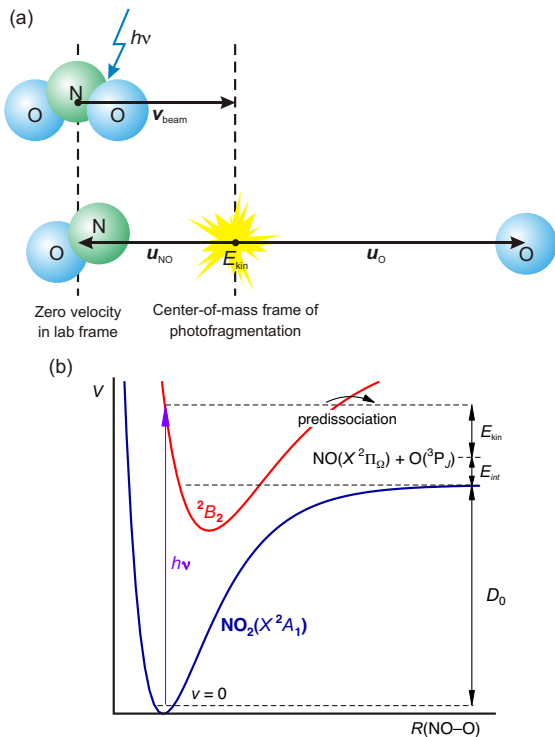 (a)
hν
N
O
O
v_beam
N
O
u_NO
E_kin
u_O
O
Zero velocity
in lab frame
Center-of-mass frame of
photofragmentation
(b)
V
predissociation
E_kin
NO(X ²Π_Ω) + O(³P_J)
E_int
²B₂
hν
D₀
NO₂(X ²A₁)
v = 0
R(NO–O)